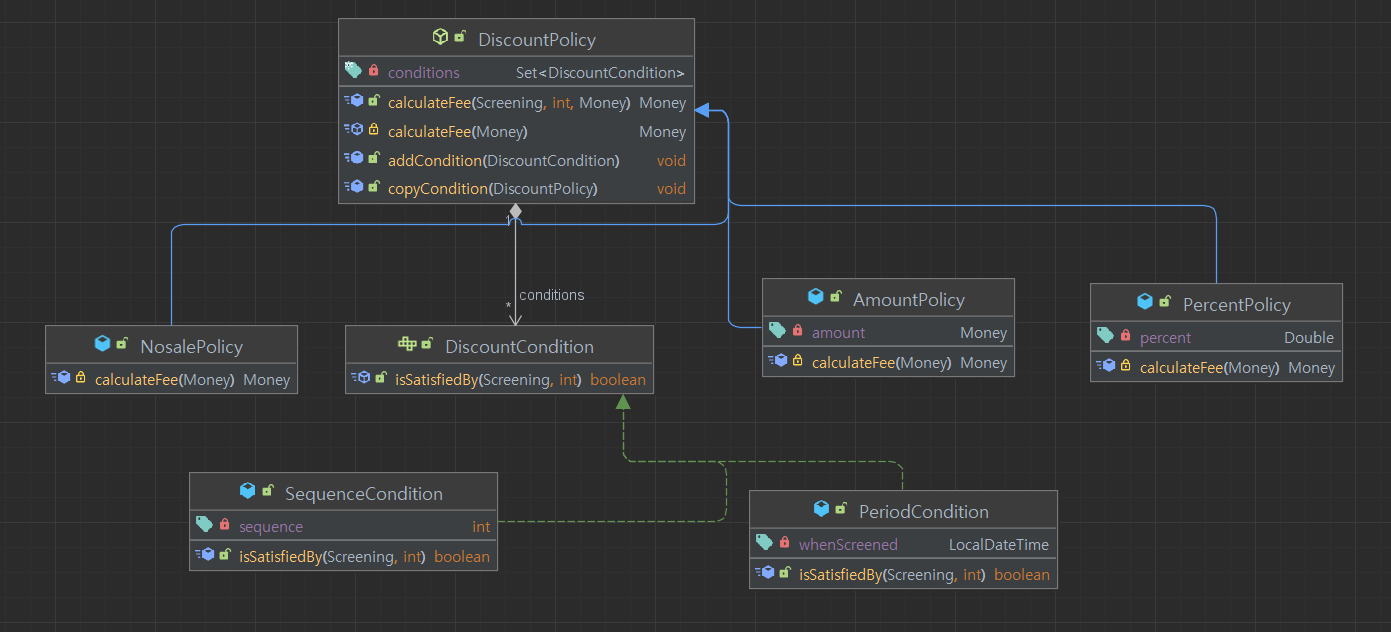 DiscountPolicy
conditions Set<DiscountCondition>
calculateFee(Screening, int, Money) Money
calculateFee(Money) Money
addCondition(DiscountCondition) void
copyCondition(DiscountPolicy) void
1
conditions
*
NosalePolicy
calculateFee(Money) Money
DiscountCondition
isSatisfiedBy(Screening, int) boolean
AmountPolicy
amount Money
calculateFee(Money) Money
PercentPolicy
percent Double
calculateFee(Money) Money
SequenceCondition
sequence int
isSatisfiedBy(Screening, int) boolean
PeriodCondition
whenScreened LocalDateTime
isSatisfiedBy(Screening, int) boolean